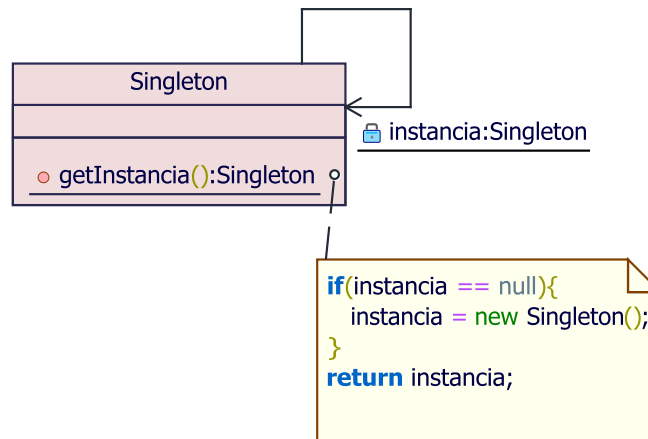 Singleton
instancia:Singleton
getInstancia():Singleton
if(instancia == null){
instancia = new Singleton();
}
return instancia;